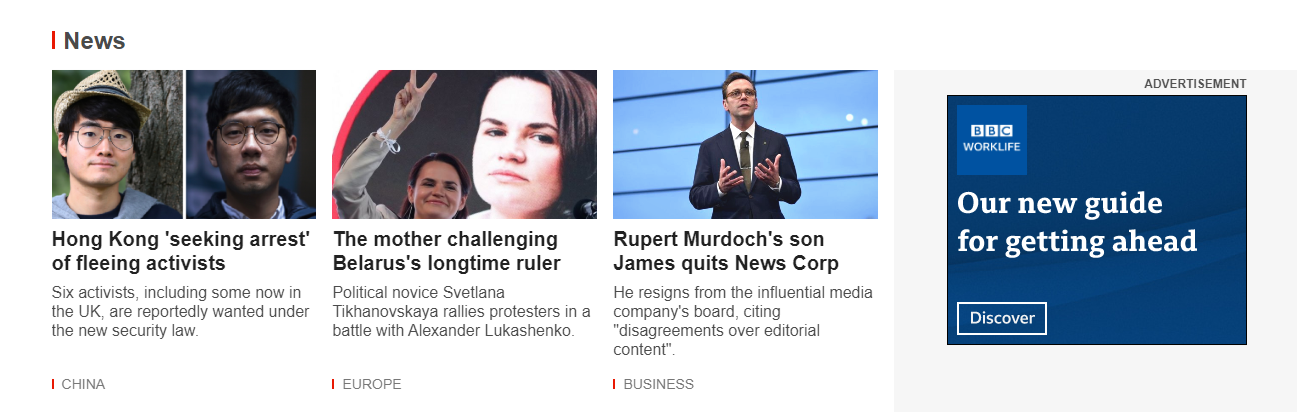 News
Hong Kong 'seeking arrest'
of fleeing activists
Six activists, including some now in
the UK, are reportedly wanted under
the new security law.
CHINA
The mother challenging
Belarus's longtime ruler
Political novice Svetlana
Tikhanovskaya rallies protesters in a
battle with Alexander Lukashenko.
EUROPE
Rupert Murdoch's son
James quits News Corp
He resigns from the influential media
company's board, citing
"disagreements over editorial
content".
BUSINESS
ADVERTISEMENT
BBC
WORKLIFE
Our new guide
for getting ahead
Discover